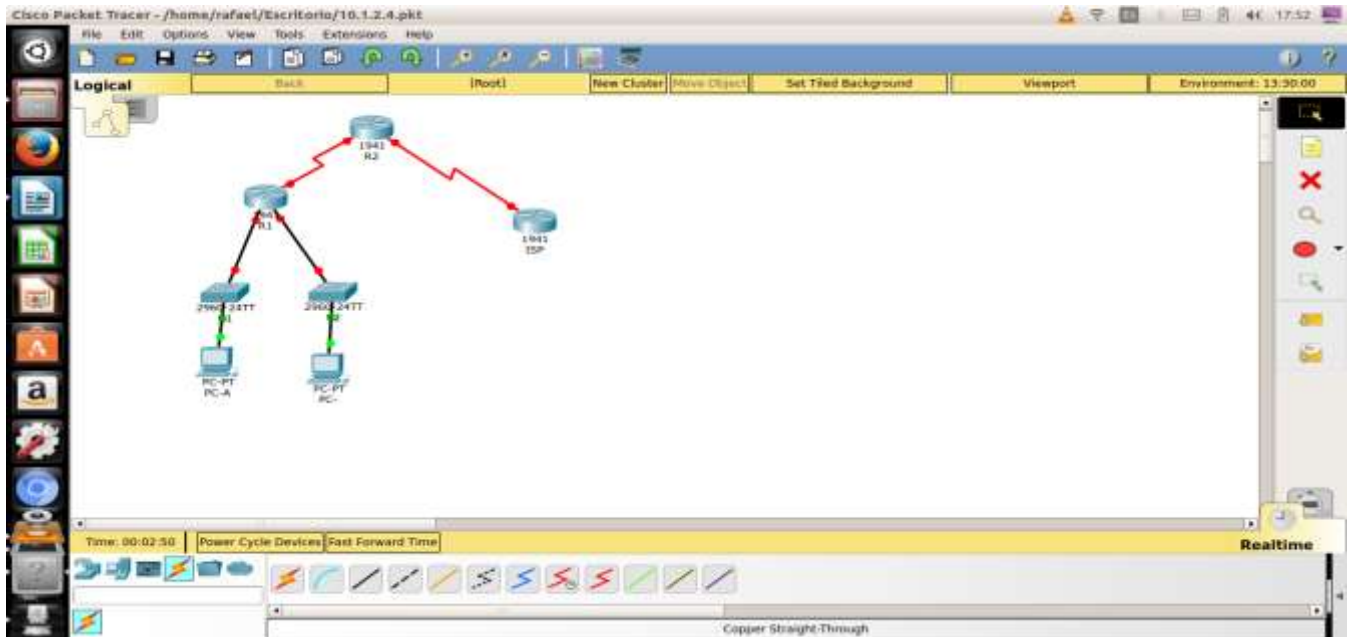 Cisco Packet Tracer - /home/rafael/Escritorio/10.1.2.4.pkt
17:52
File Edit Options View Tools Extensions Help
Logical
Back
[Root]
New Cluster
Move Object
Set Tiled Background
Viewport
Environment: 13:30:00
1941
R2
R1
1941
ISP
2960-24TT
2960-24TT
PC-PT
PC-A
PC-PT
PC-
Time: 00:02:50
Power Cycle Devices
Fast Forward Time
Realtime
Copper Straight-Through